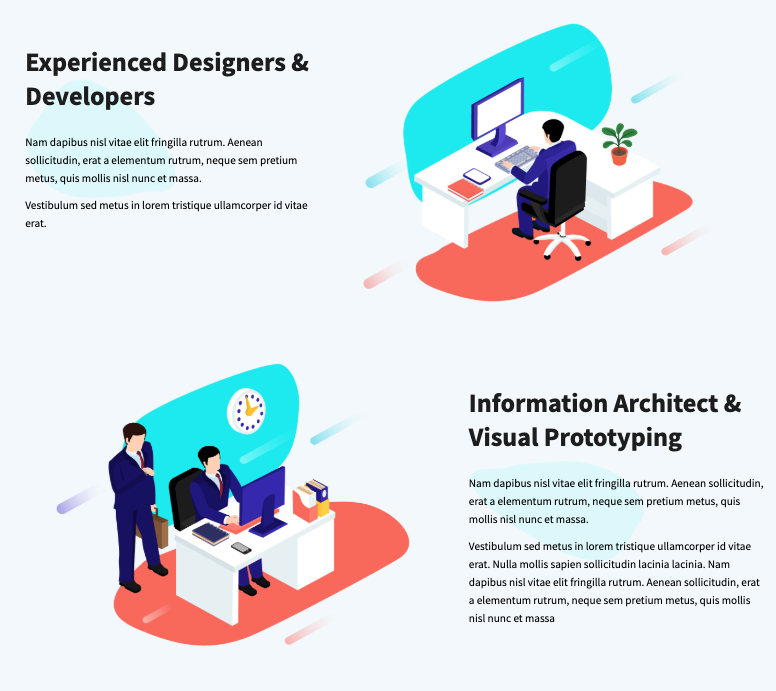 Experienced Designers &
Developers
Nam dapibus nisl vitae elit fringilla rutrum. Aenean
sollicitudin, erat a elementum rutrum, neque sem pretium
metus, quis mollis nisl nunc et massa.
Vestibulum sed metus in lorem tristique ullamcorper id vitae
erat.
Information Architect &
Visual Prototyping
Nam dapibus nisl vitae elit fringilla rutrum. Aenean sollicitudin,
erat a elementum rutrum, neque sem pretium metus, quis
mollis nisl nunc et massa.
Vestibulum sed metus in lorem tristique ullamcorper id vitae
erat. Nulla mollis sapien sollicitudin lacinia lacinia. Nam
dapibus nisl vitae elit fringilla rutrum. Aenean sollicitudin, erat
a elementum rutrum, neque sem pretium metus, quis mollis
nisl nunc et massa